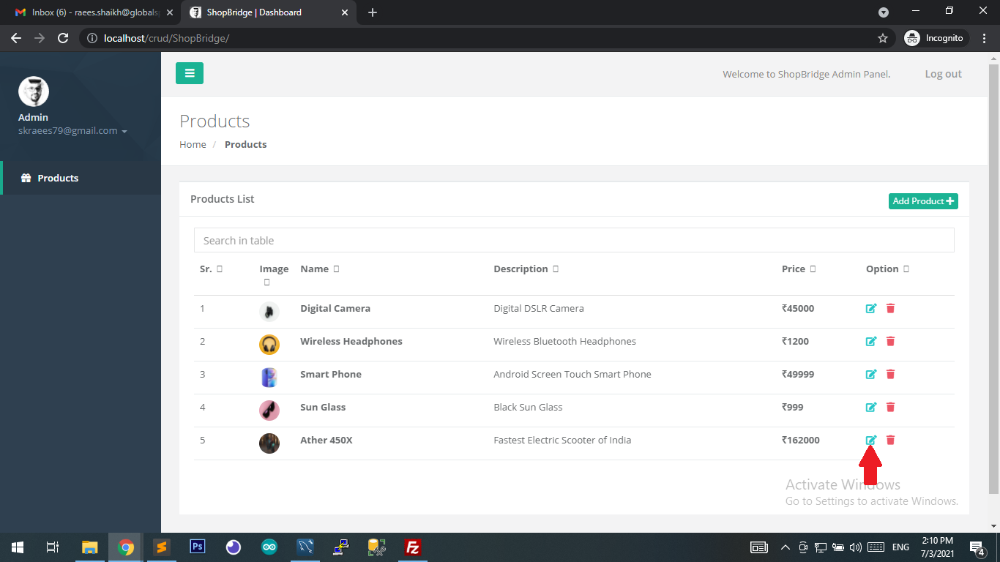 Inbox (6) - raees.shaikh@globalsp
ShopBridge | Dashboard
localhost/crud/ShopBridge/
Incognito
Admin
skraees79@gmail.com
Products
Welcome to ShopBridge Admin Panel.
Log out
Products
Home / Products
Products List
Add Product
Search in table
Sr. Image Name Description Price Option
1 Digital Camera Digital DSLR Camera ₹45000
2 Wireless Headphones Wireless Bluetooth Headphones ₹1200
3 Smart Phone Android Screen Touch Smart Phone ₹49999
4 Sun Glass Black Sun Glass ₹999
5 Ather 450X Fastest Electric Scooter of India ₹162000
Activate Windows
Go to Settings to activate Windows.
Ps
Fz
ENG
2:10 PM
7/3/2021
4